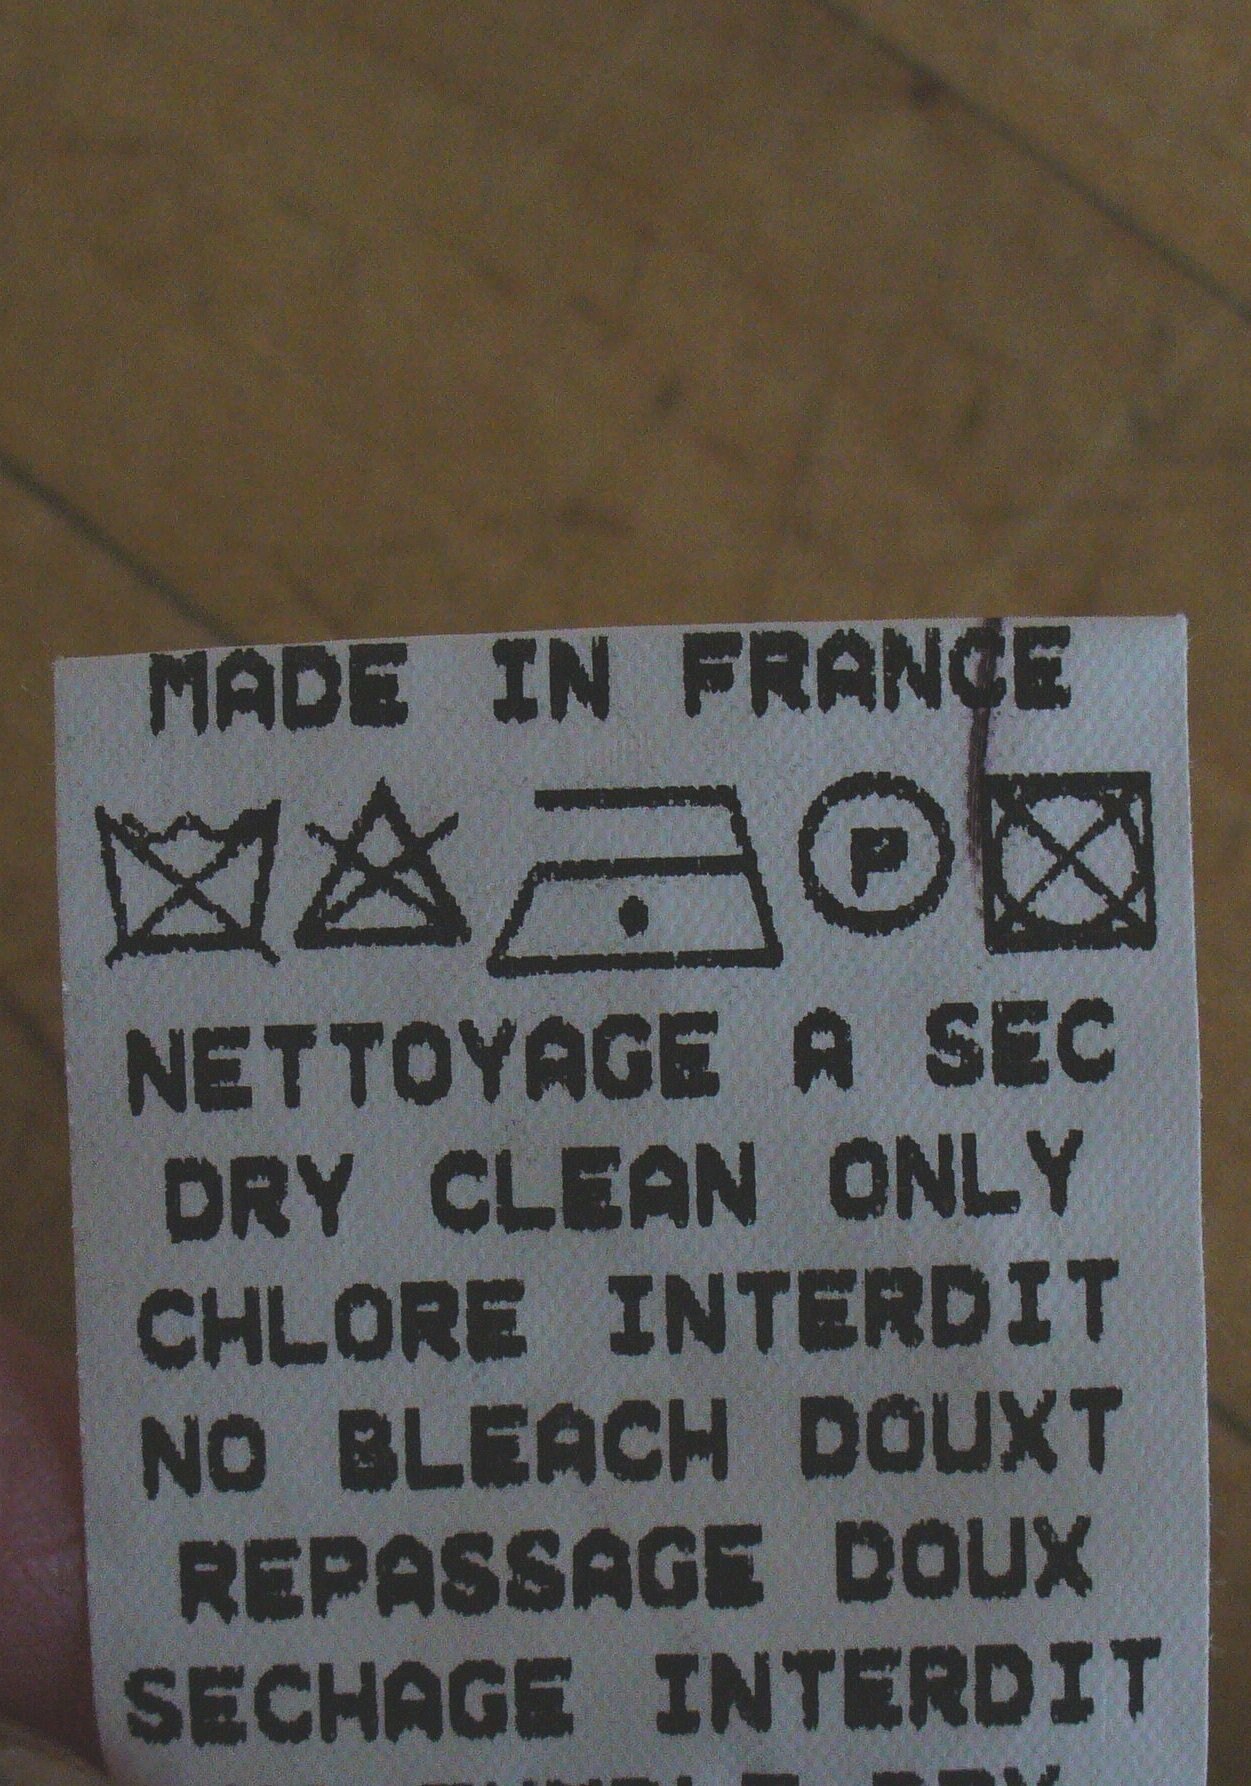 MADE IN FRANCE
P
NETTOYAGE A SEC
DRY CLEAN ONLY
CHLORE INTERDIT
NO BLEACH DOUXT
REPASSAGE DOUX
SECHAGE INTERDIT